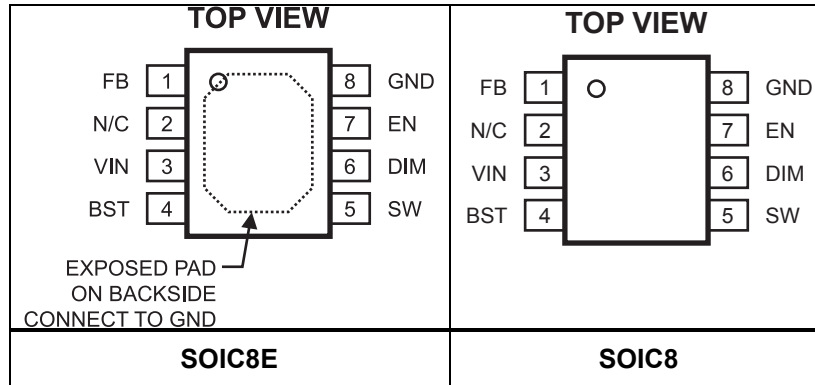 TOP VIEW
FB 1 8 GND
N/C 2 7 EN
VIN 3 6 DIM
BST 4 5 SW
EXPOSED PAD
ON BACKSIDE
CONNECT TO GND
SOIC8E
TOP VIEW
FB 1 8 GND
N/C 2 7 EN
VIN 3 6 DIM
BST 4 5 SW
SOIC8